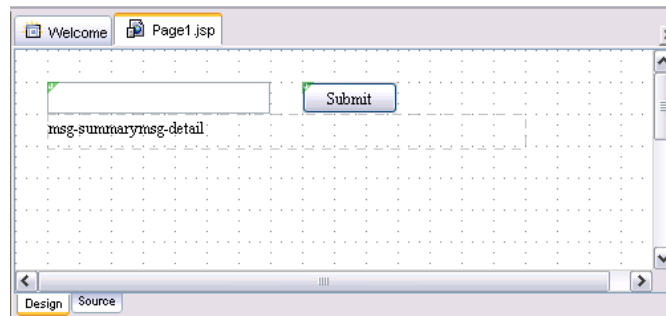 Welcome
Page1.jsp
Submit
msg-summarymsg-detail
Design
Source